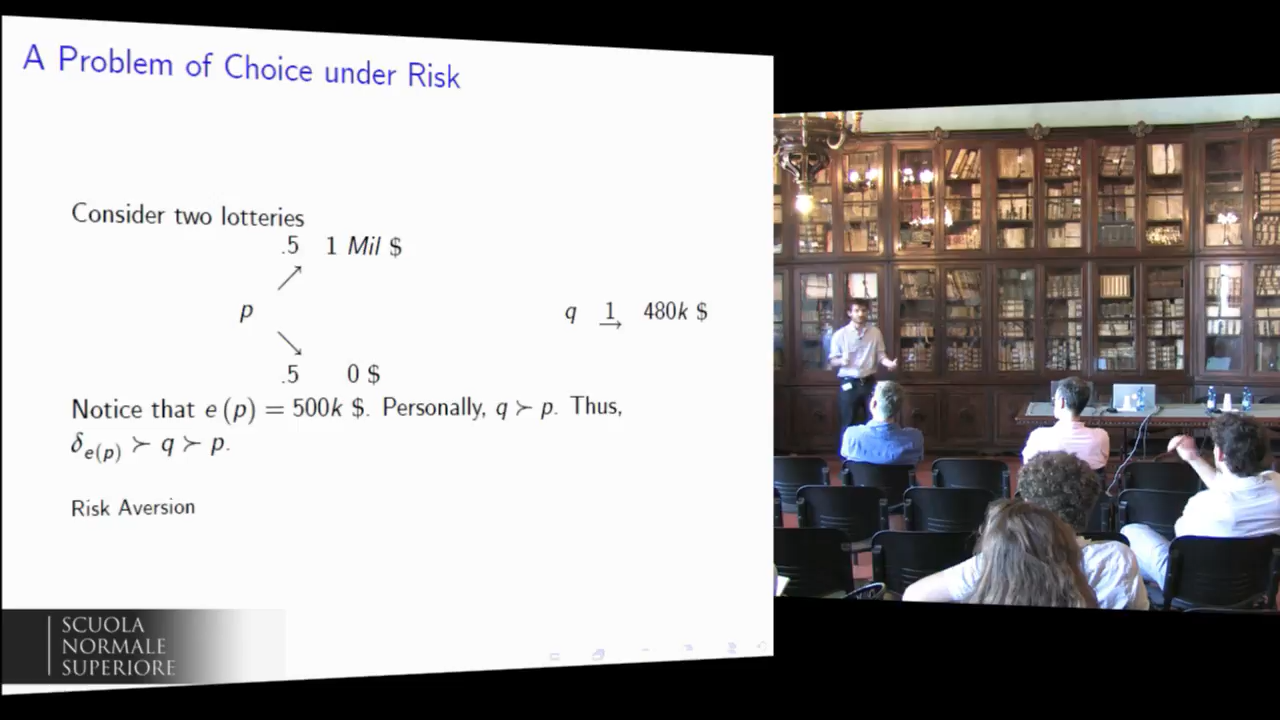 A Problem of Choice under Risk
Consider two lotteries
.5 1 Mil $
↗
p
q 1→ 480k $
↘
.5 0 $
Notice that e (p) = 500k $. Personally, q ≻ p. Thus,
δ_e(p) ≻ q ≻ p.
Risk Aversion
SCUOLA
NORMALE
SUPERIORE